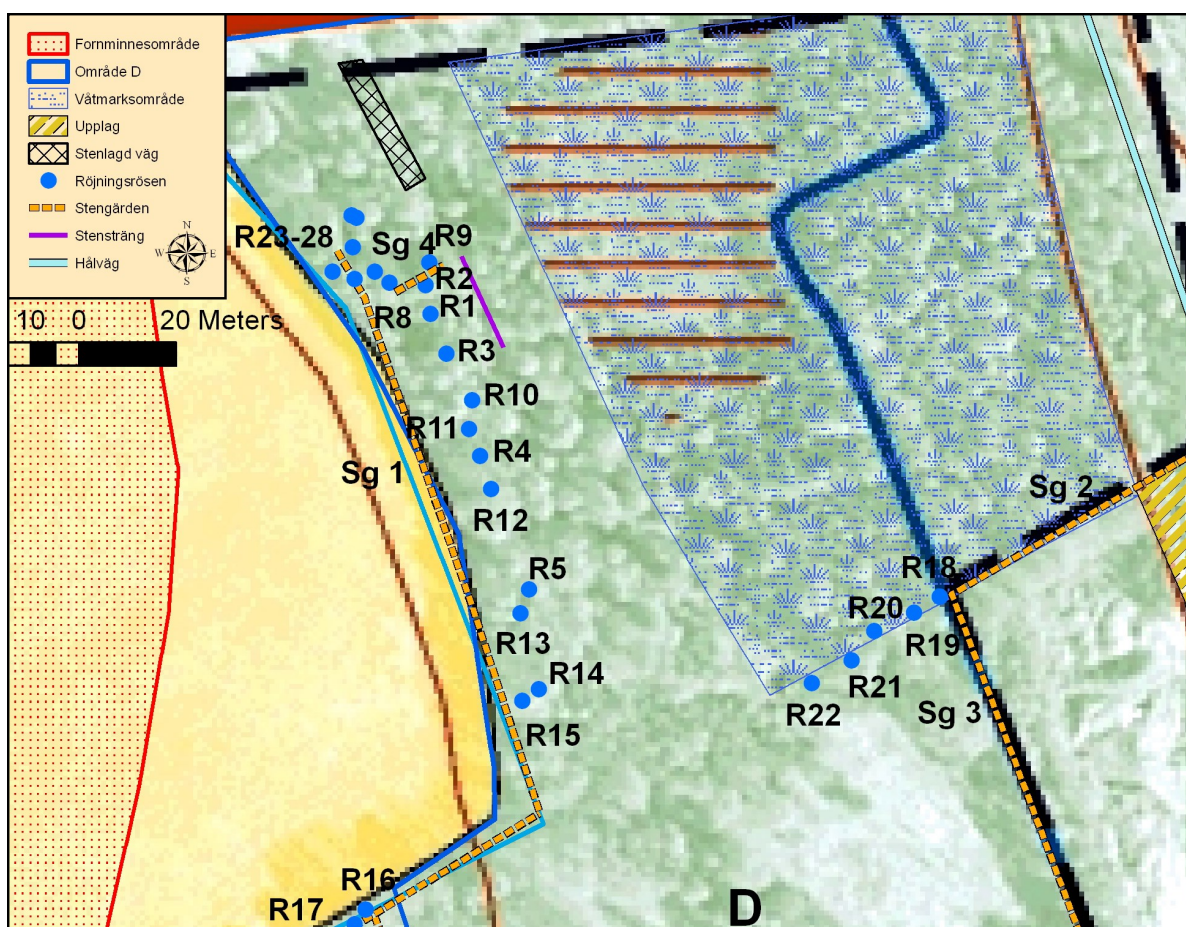 Fornminnesområde
Område D
Våtmarksområde
Upplag
Stenlagd väg
Röjningsrösen
Stengärden
Stensträng
Hålväg
N
W E
S
10 0 20 Meters
R23-28
Sg 4
R9
R2
R8
R1
R3
R10
R11
R4
Sg 1
R12
Sg 2
R5
R18
R20
R13
R19
R14
R21
R22
Sg 3
R15
R16
R17
D